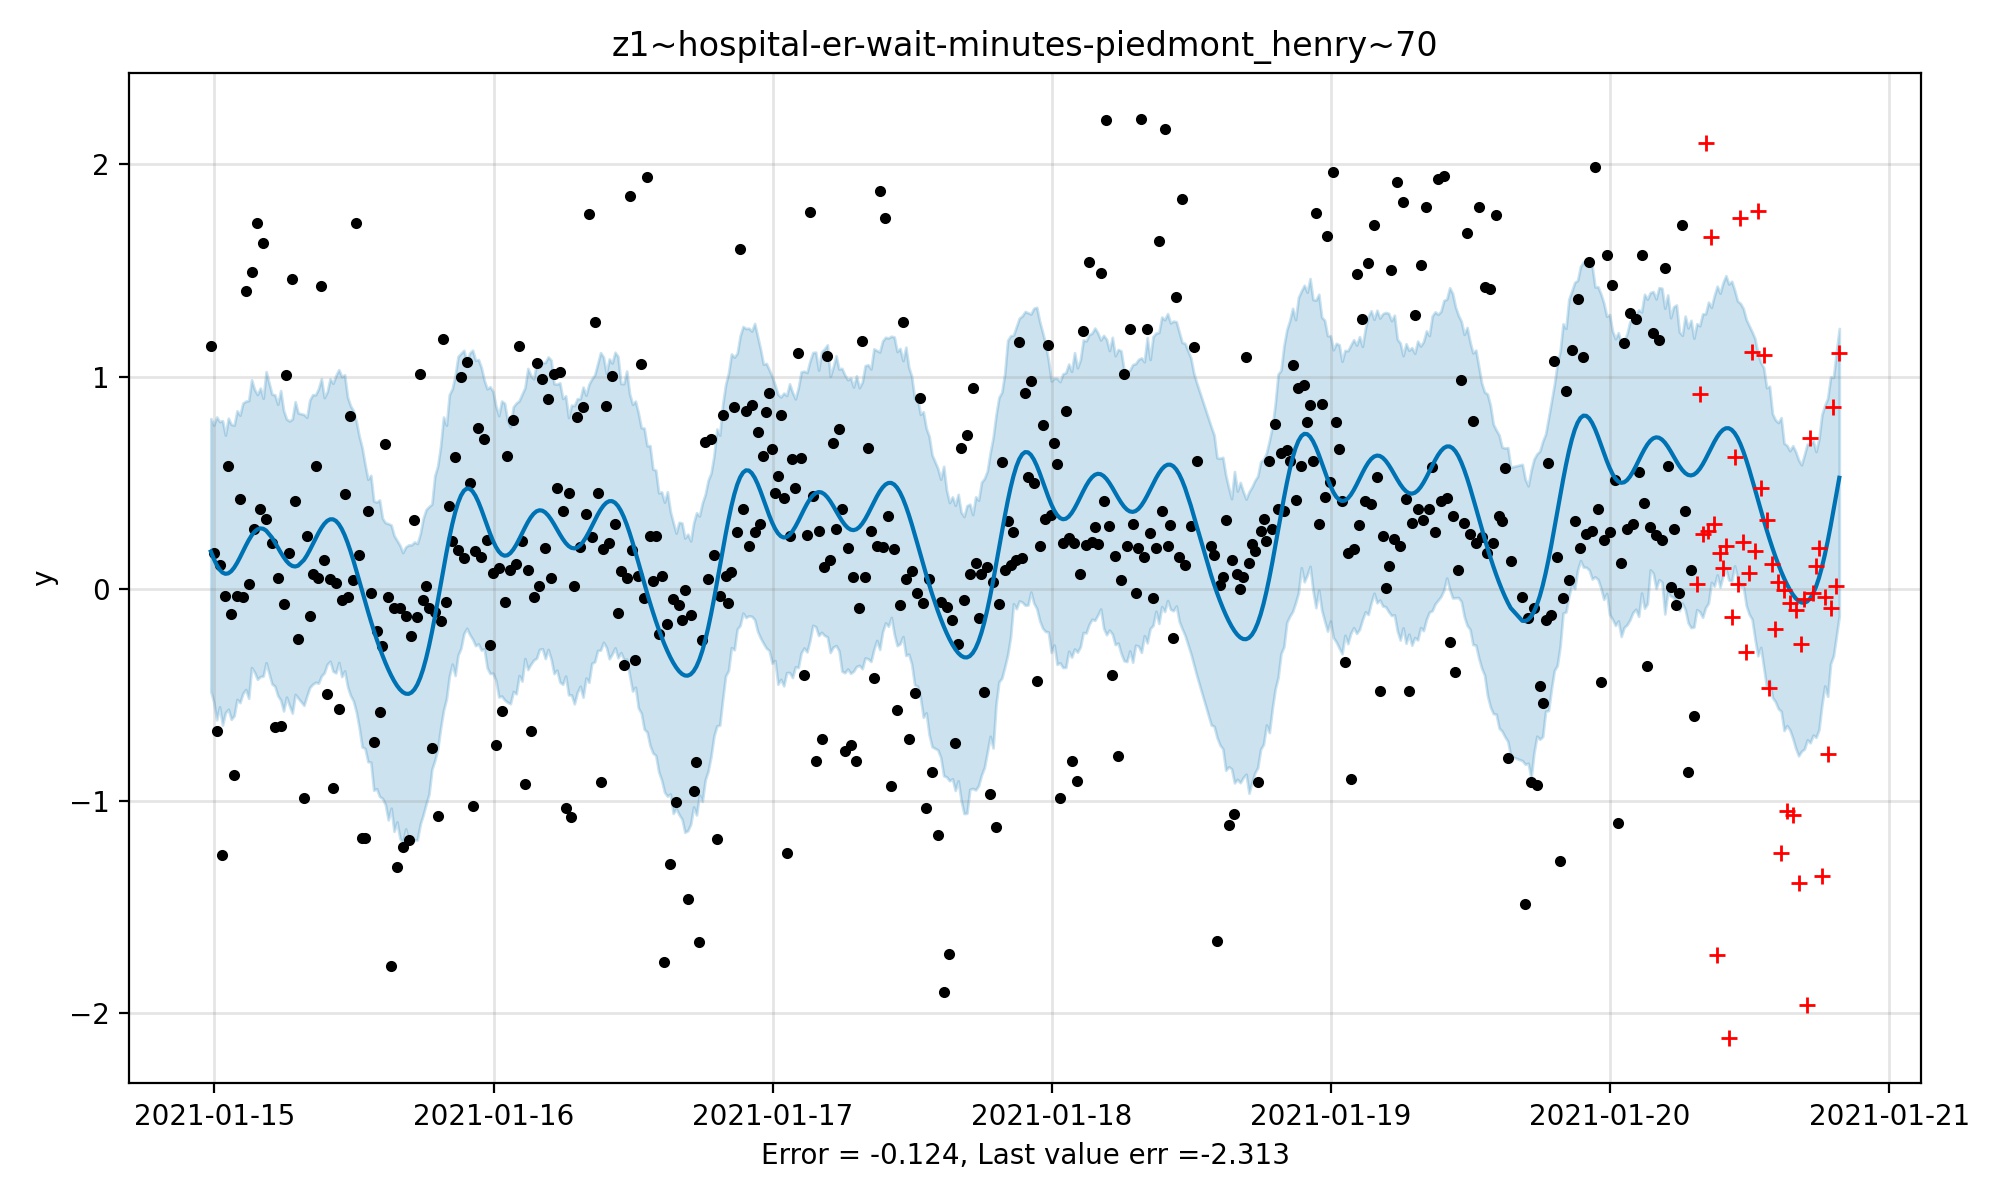 z1~hospital-er-wait-minutes-piedmont_henry~70
y
2
1
0
−1
−2
2021-01-15 2021-01-16 2021-01-17 2021-01-18 2021-01-19 2021-01-20 2021-01-21
Error = -0.124, Last value err =-2.313